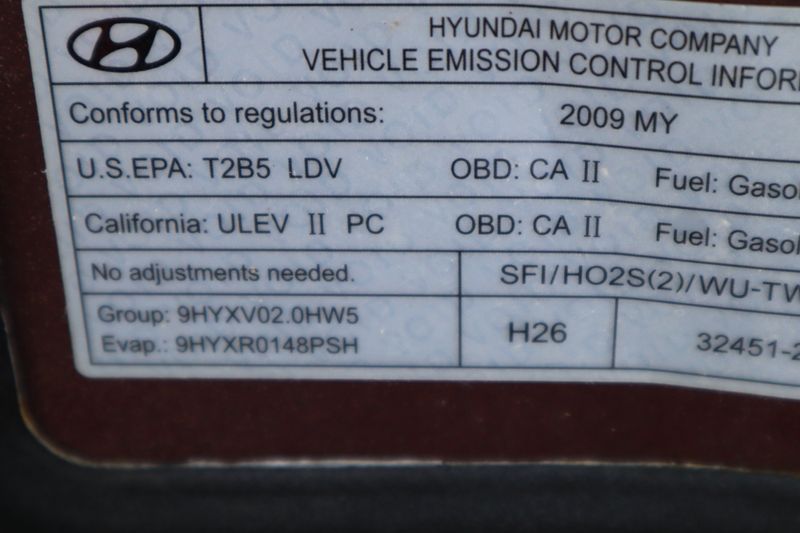 HYUNDAI MOTOR COMPANY
VEHICLE EMISSION CONTROL INFOR
Conforms to regulations: 2009 MY
U.S.EPA: T2B5 LDV OBD: CA II Fuel: Gasol
California: ULEV II PC OBD: CA II Fuel: Gasol
No adjustments needed. SFI/HO2S(2)/WU-TW
Group: 9HYXV02.0HW5
Evap.: 9HYXR0148PSH
H26 32451-2